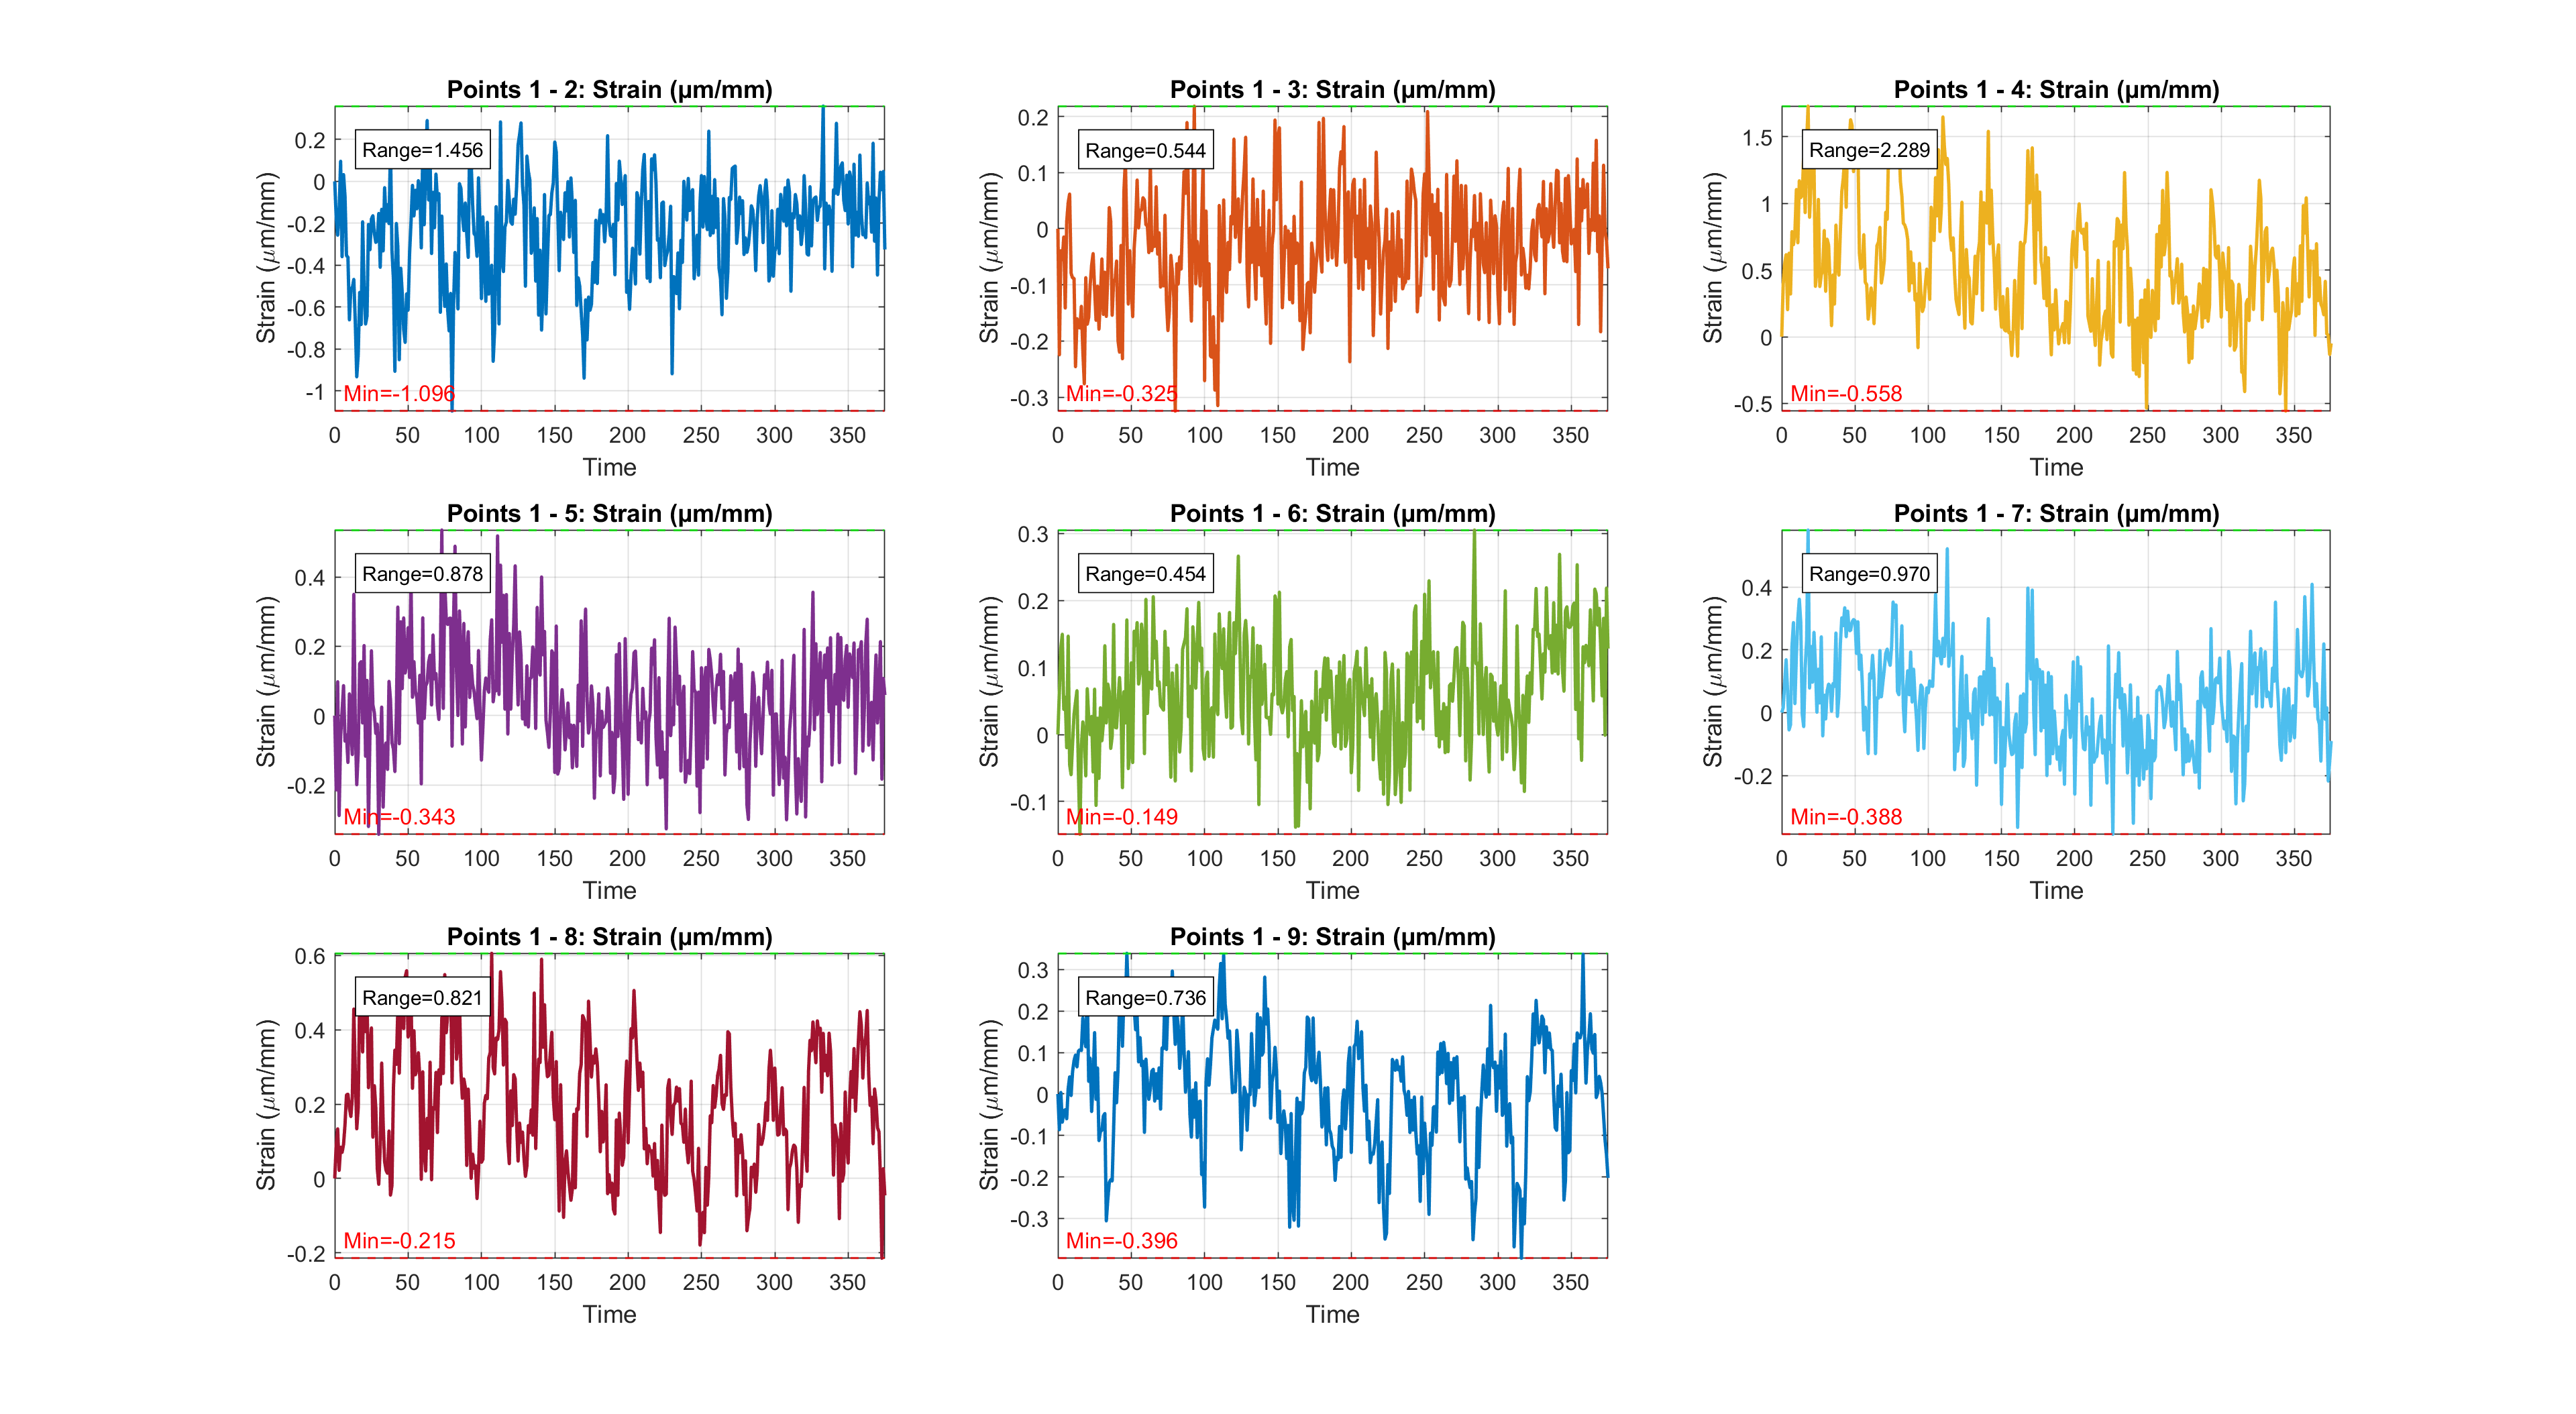 Points 1 - 2: Strain (µm/mm)
Strain (μm/mm)
0.2
0
-0.2
-0.4
-0.6
-0.8
-1
Range=1.456
Min=-1.096
0 50 100 150 200 250 300 350
Time
Points 1 - 3: Strain (µm/mm)
Strain (μm/mm)
0.2
0.1
0
-0.1
-0.2
-0.3
Range=0.544
Min=-0.325
0 50 100 150 200 250 300 350
Time
Points 1 - 4: Strain (µm/mm)
Strain (μm/mm)
1.5
1
0.5
0
-0.5
Range=2.289
Min=-0.558
0 50 100 150 200 250 300 350
Time
Points 1 - 5: Strain (µm/mm)
Strain (μm/mm)
0.4
0.2
0
-0.2
Range=0.878
Min=-0.343
0 50 100 150 200 250 300 350
Time
Points 1 - 6: Strain (µm/mm)
Strain (μm/mm)
0.3
0.2
0.1
0
-0.1
Range=0.454
Min=-0.149
0 50 100 150 200 250 300 350
Time
Points 1 - 7: Strain (µm/mm)
Strain (μm/mm)
0.4
0.2
0
-0.2
Range=0.970
Min=-0.388
0 50 100 150 200 250 300 350
Time
Points 1 - 8: Strain (µm/mm)
Strain (μm/mm)
0.6
0.4
0.2
0
-0.2
Range=0.821
Min=-0.215
0 50 100 150 200 250 300 350
Time
Points 1 - 9: Strain (µm/mm)
Strain (μm/mm)
0.3
0.2
0.1
0
-0.1
-0.2
-0.3
Range=0.736
Min=-0.396
0 50 100 150 200 250 300 350
Time